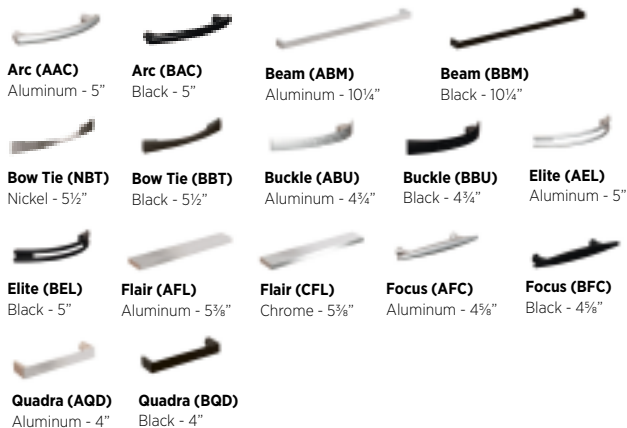 Arc (AAC)
Aluminum - 5”
Arc (BAC)
Black - 5”
Beam (ABM)
Aluminum - 10¼”
Beam (BBM)
Black - 10¼”
Bow Tie (NBT)
Nickel - 5½”
Bow Tie (BBT)
Black - 5½”
Buckle (ABU)
Aluminum - 4¾”
Buckle (BBU)
Black - 4¾”
Elite (AEL)
Aluminum - 5”
Elite (BEL)
Black - 5”
Flair (AFL)
Aluminum - 5⅜”
Flair (CFL)
Chrome - 5⅜”
Focus (AFC)
Aluminum - 4⅝”
Focus (BFC)
Black - 4⅝”
Quadra (AQD)
Aluminum - 4”
Quadra (BQD)
Black - 4”